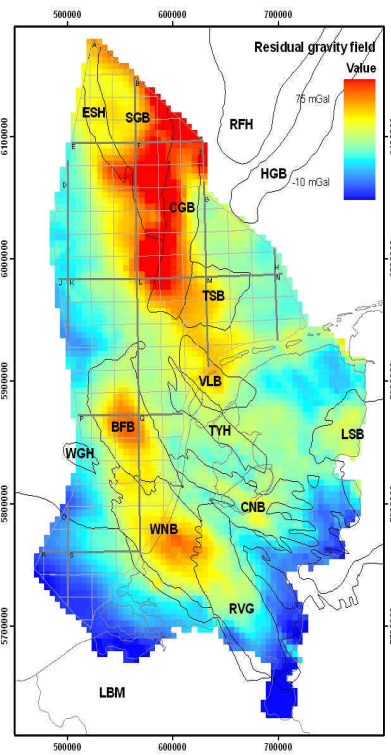 500000 600000 700000
Residual gravity field
Value
75 mGal
-10 mGal
A
B
ESH
SGB
RFH
E
F
HGB
D
CGB
G
H
J
K
L
M
N
TSB
VLB
P
Q
BFB
TYH
LSB
WGH
CNB
O
WNB
R
S
RVG
LBM
6100000
6000000
5900000
5800000
5700000
500000 600000 700000